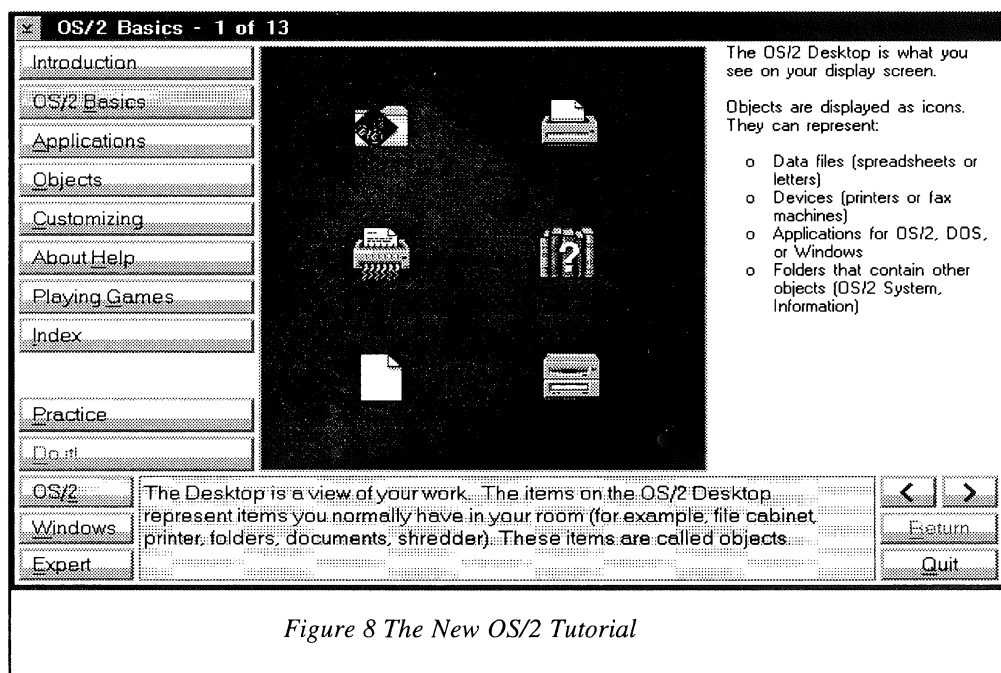 OS/2 Basics - 1 of 13
Introduction
OS/2 Basics
Applications
Objects
Customizing
About Help
Playing Games
Index
Practice
Do it!
The OS/2 Desktop is what you
see on your display screen.
Objects are displayed as icons.
They can represent:
o Data files (spreadsheets or
letters)
o Devices (printers or fax
machines)
o Applications for OS/2, DOS,
or Windows
o Folders that contain other
objects (OS/2 System,
Information)
OS/2
Windows
Expert
The Desktop is a view of your work. The items on the OS/2 Desktop
represent items you normally have in your room (for example, file cabinet,
printer, folders, documents, shredder). These items are called objects.
< >
Return
Quit
Figure 8 The New OS/2 Tutorial